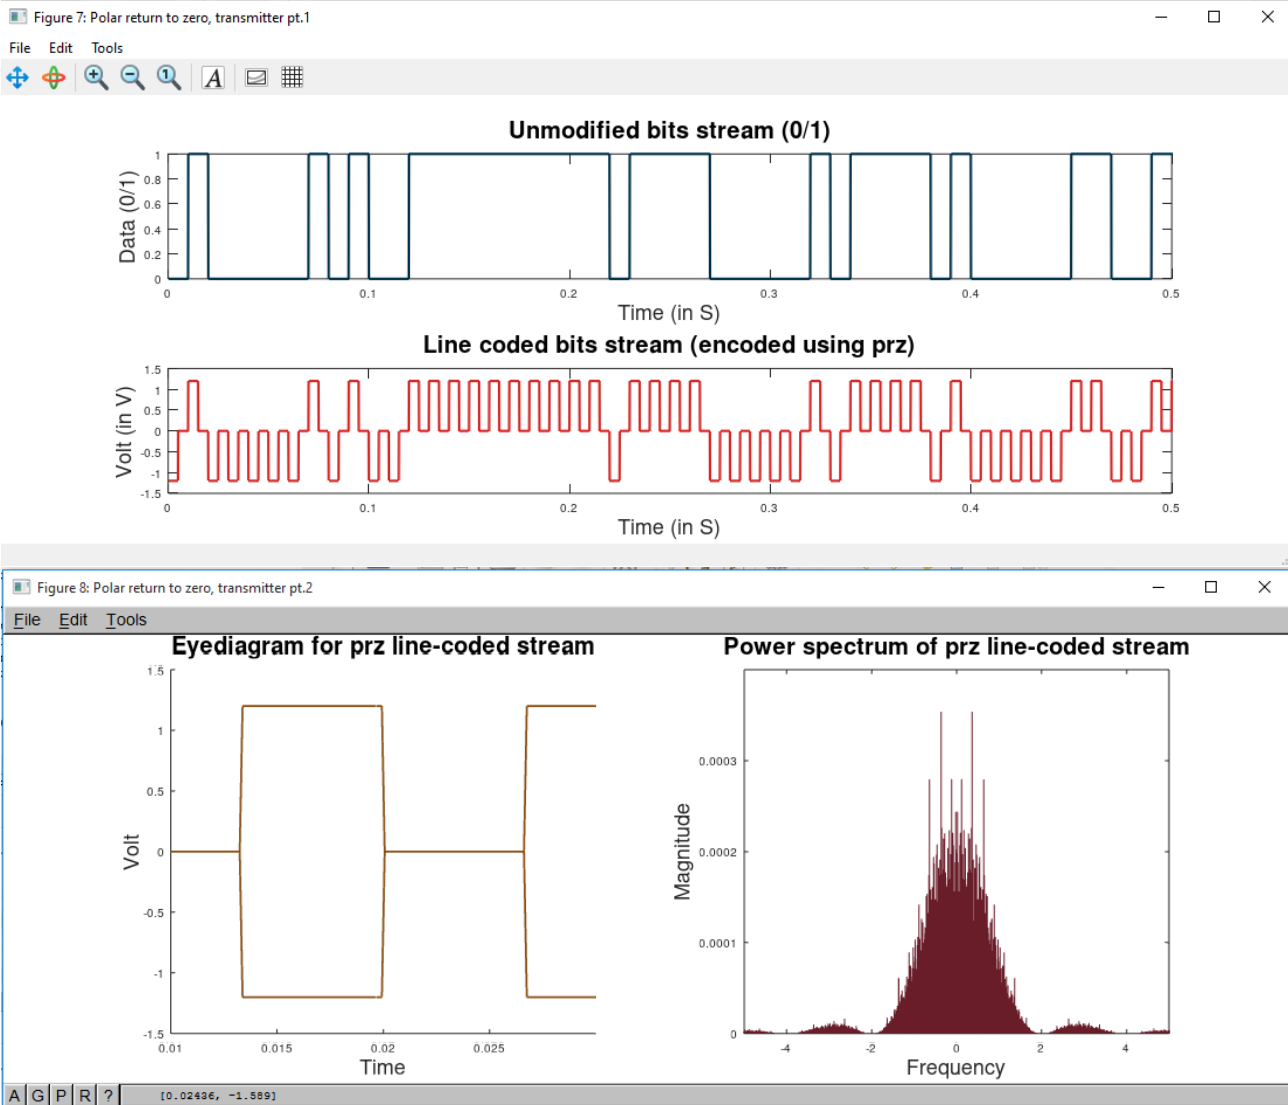 Figure 7: Polar return to zero, transmitter pt.1
File Edit Tools
A
Unmodified bits stream (0/1)
Data (0/1)
1
0.8
0.6
0.4
0.2
0
0 0.1 0.2 0.3 0.4 0.5
Time (in S)
Line coded bits stream (encoded using prz)
Volt (in V)
1.5
1
0.5
0
-0.5
-1
-1.5
0 0.1 0.2 0.3 0.4 0.5
Time (in S)
Figure 8: Polar return to zero, transmitter pt.2
File Edit Tools
Eyediagram for prz line-coded stream
Volt
1.5
1
0.5
0
-0.5
-1
-1.5
0.01 0.015 0.02 0.025
Time
Power spectrum of prz line-coded stream
Magnitude
0.0003
0.0002
0.0001
0
-4 -2 0 2 4
Frequency
A G P R ? [0.02436, -1.589]